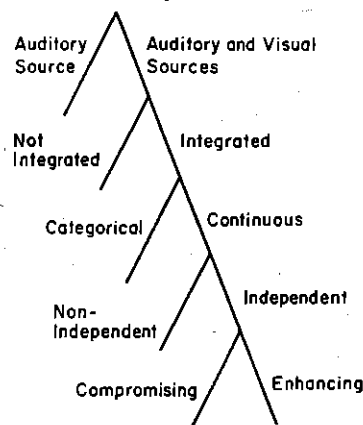 Auditory Source
Auditory and Visual Sources
Not Integrated
Integrated
Categorical
Continuous
Non-Independent
Independent
Compromising
Enhancing